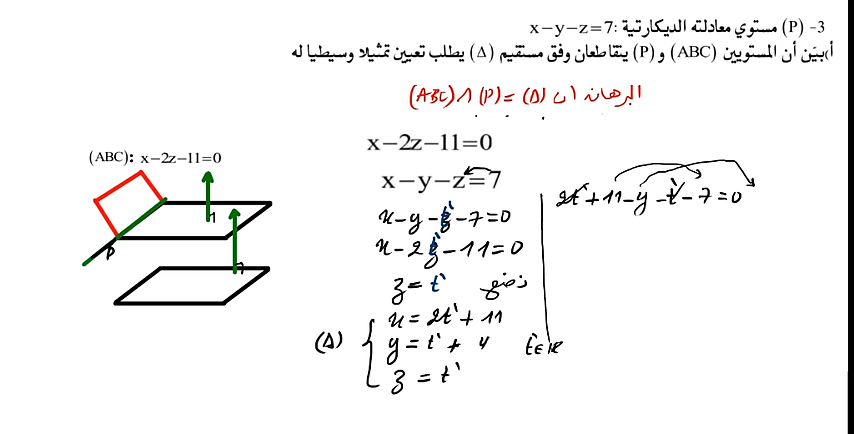 3- (P) مستوي معادلته الديكارتية :x−y−z=7
أ)بيّن أن المستويين (ABC) و (P) يتقاطعان وفق مستقيم (Δ) يطلب تعيين تمثيلا وسيطيا له
البرهان ان (Δ) = (P) ∩ (ABC)
(ABC): x−2z−11=0
x−2z−11=0
x−y−z=7
x-y-z-7=0
x-2z-11=0
z=t' نضع
(Δ) { x=2t'+11
y=t'+4 t'∈ℝ
z=t'
2t'+11-y-t'-7=0
P